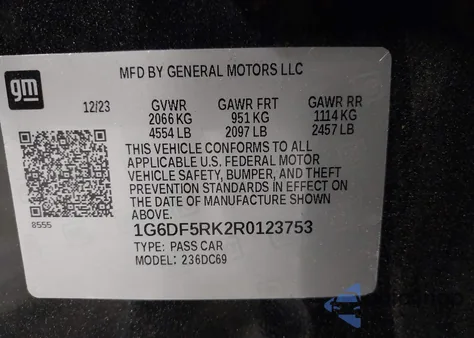 gm
MFD BY GENERAL MOTORS LLC
12/23 GVWR GAWR FRT GAWR RR
2066 KG 951 KG 1114 KG
4554 LB 2097 LB 2457 LB
THIS VEHICLE CONFORMS TO ALL
APPLICABLE U.S. FEDERAL MOTOR
VEHICLE SAFETY, BUMPER, AND THEFT
PREVENTION STANDARDS IN EFFECT ON
THE DATE OF MANUFACTURE SHOWN
ABOVE
8555
1G6DF5RK2R0123753
TYPE: PASS CAR
MODEL: 236DC69